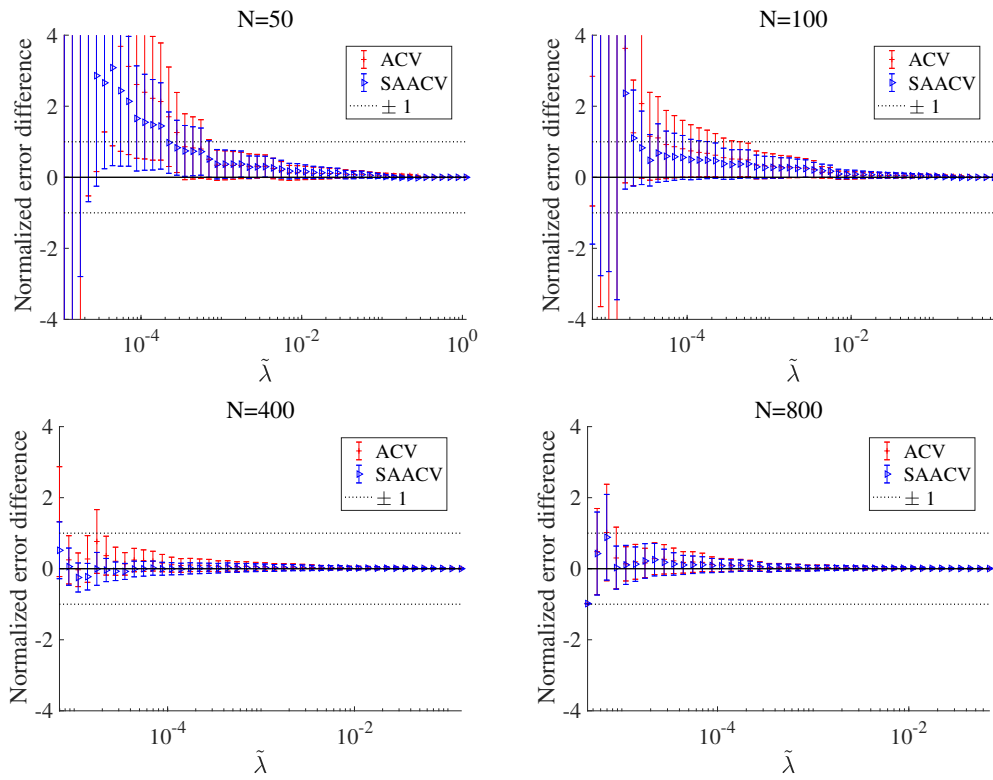 N=50
Normalized error difference
4
2
0
-2
-4
10^-4
10^-2
10^0
λ̃
ACV
SAACV
± 1
N=100
Normalized error difference
4
2
0
-2
-4
10^-4
10^-2
λ̃
ACV
SAACV
± 1
N=400
Normalized error difference
4
2
0
-2
-4
10^-4
10^-2
λ̃
ACV
SAACV
± 1
N=800
Normalized error difference
4
2
0
-2
-4
10^-4
10^-2
λ̃
ACV
SAACV
± 1